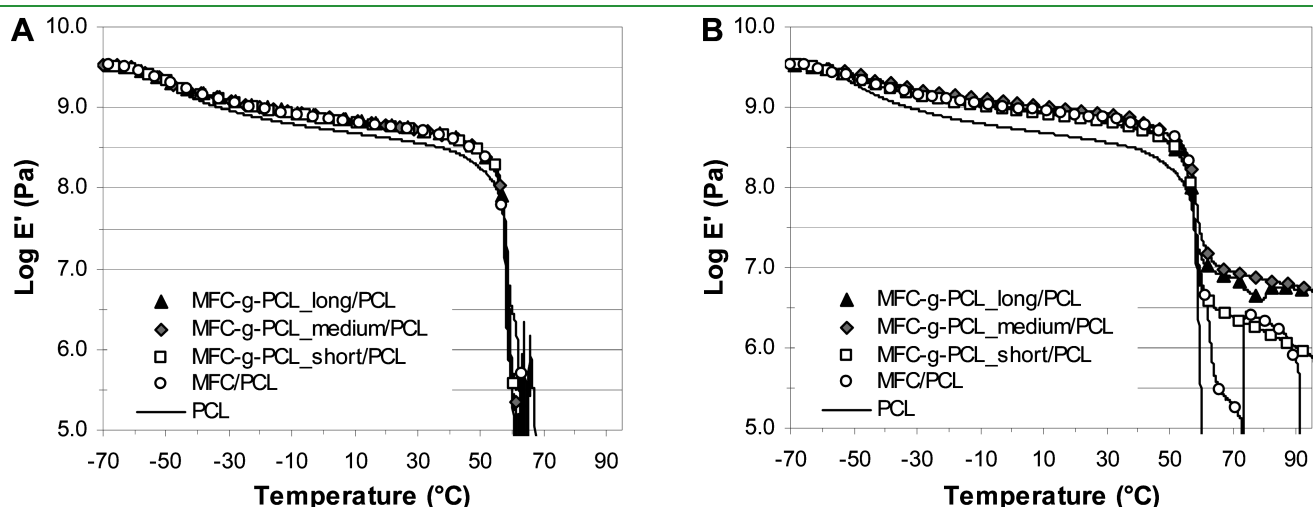 A
10.0
9.0
8.0
7.0
6.0
5.0
Log E' (Pa)
MFC-g-PCL_long/PCL
MFC-g-PCL_medium/PCL
MFC-g-PCL_short/PCL
MFC/PCL
PCL
-70 -50 -30 -10 10 30 50 70 90
Temperature (°C)
B
10.0
9.0
8.0
7.0
6.0
5.0
Log E' (Pa)
MFC-g-PCL_long/PCL
MFC-g-PCL_medium/PCL
MFC-g-PCL_short/PCL
MFC/PCL
PCL
-70 -50 -30 -10 10 30 50 70 90
Temperature (°C)